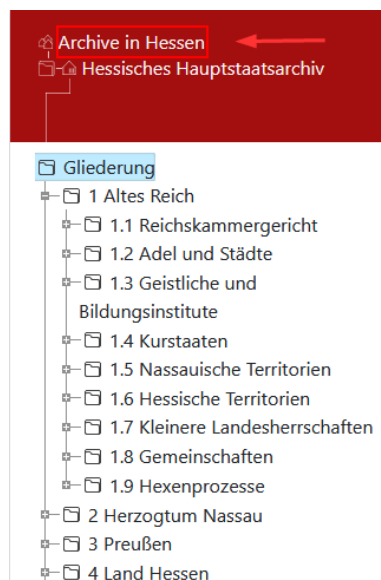 Archive in Hessen
Hessisches Hauptstaatsarchiv
Gliederung
1 Altes Reich
1.1 Reichskammergericht
1.2 Adel und Städte
1.3 Geistliche und
Bildungsinstitute
1.4 Kurstaaten
1.5 Nassauische Territorien
1.6 Hessische Territorien
1.7 Kleinere Landesherrschaften
1.8 Gemeinschaften
1.9 Hexenprozesse
2 Herzogtum Nassau
3 Preußen
4 Land Hessen